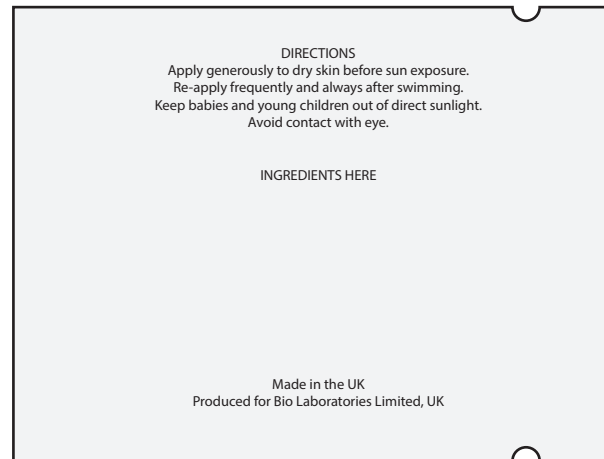 DIRECTIONS
Apply generously to dry skin before sun exposure.
Re-apply frequently and always after swimming.
Keep babies and young children out of direct sunlight.
Avoid contact with eye.
INGREDIENTS HERE
Made in the UK
Produced for Bio Laboratories Limited, UK